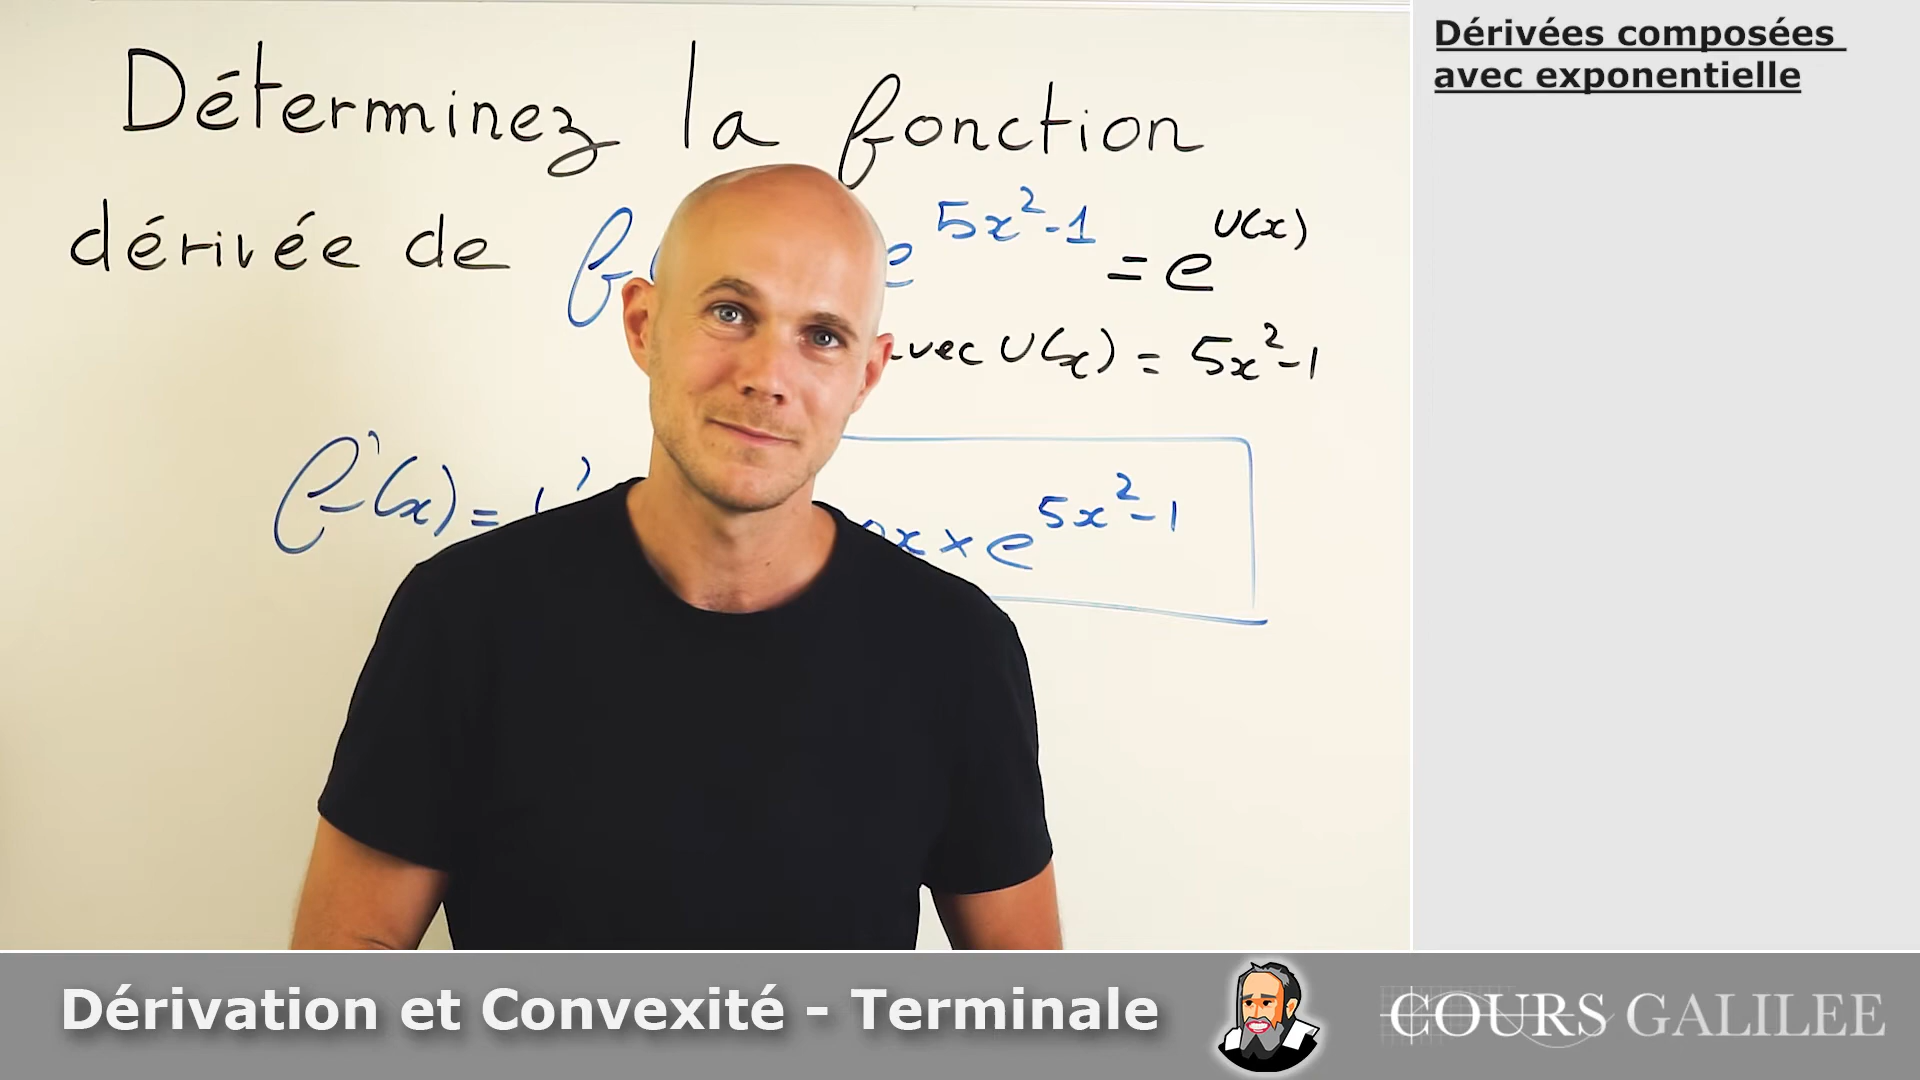 Déterminez la fonction
dérivée de f e^{5x²-1} = e^{U(x)}
avec U(x) = 5x²-1
f'(x) = x × e^{5x²-1}
Dérivées composées
avec exponentielle
Dérivation et Convexité - Terminale
COURS GALILEE